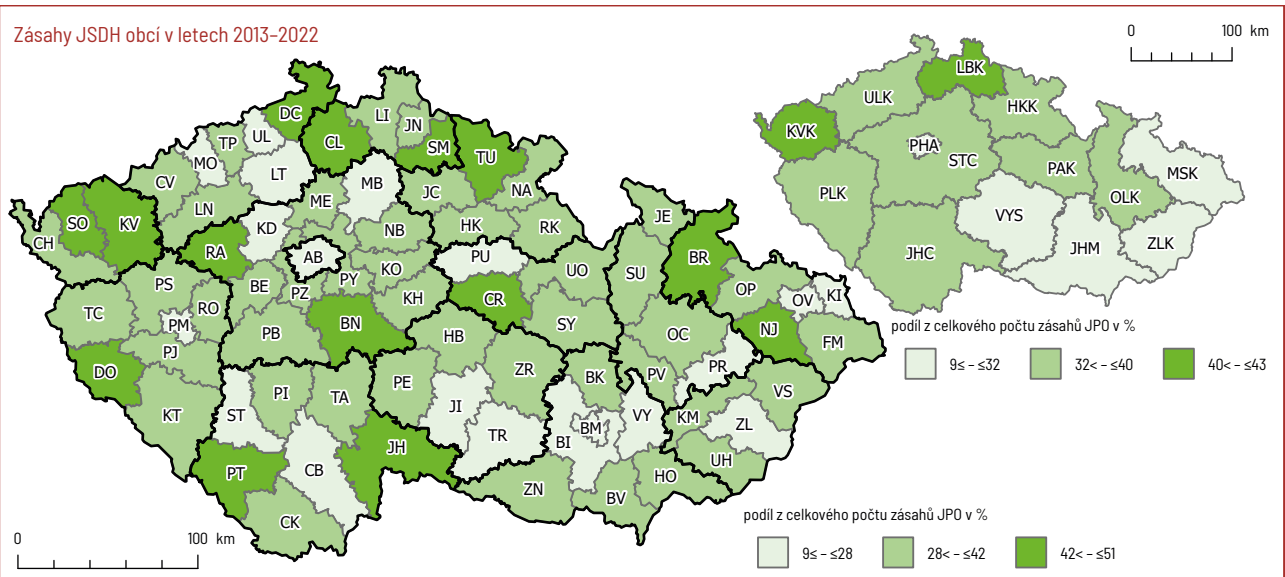 Zásahy JSDH obcí v letech 2013–2022
0 100 km
LBK
ULK
HKK
KVK
PHA
STC
PAK
MSK
PLK
OLK
VYS
JHC
JHM
ZLK
podíl z celkového počtu zásahů JPO v %
9≤ – ≤32 32< – ≤40 40< – ≤43
DC
LI
UL
JN
TP
CL
SM
MO
TU
LT
CV
MB
JC
NA
ME
LN
SO
KV
KD
NB
HK
RK
JE
CH
RA
AB
PU
BR
KO
UO
SU
PS
BE
PZ
PY
OP
OV
KI
RO
KH
CR
TC
PM
BN
SY
OC
NJ
PB
HB
FM
PJ
DO
ZR
PR
PE
BK
PV
VS
KT
ST
PI
TA
JI
VY
KM
ZL
BM
TR
BI
JH
UH
PT
CB
HO
ZN
BV
CK
0 100 km
podíl z celkového počtu zásahů JPO v %
9≤ – ≤28 28< – ≤42 42< – ≤51